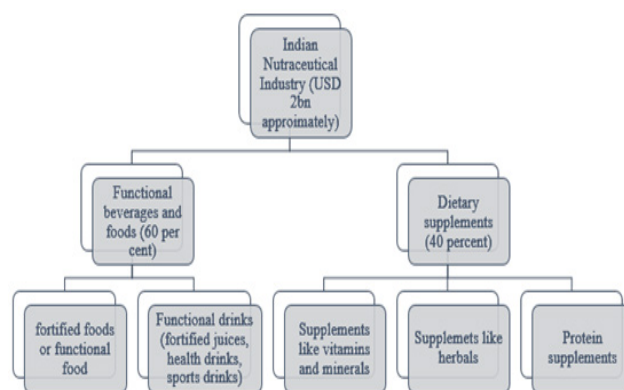 Indian
Nutraceutical
Industry (USD
2bn
approimately)
Functional
beverages and
foods (60 per
cent)
Dietary
supplements
(40 percent)
fortified foods
or functional
food
Functional drinks
(fortified juices,
health drinks,
sports drinks)
Supplements
like vitamins
and minerals
Supplemets like
herbals
Protein
supplements